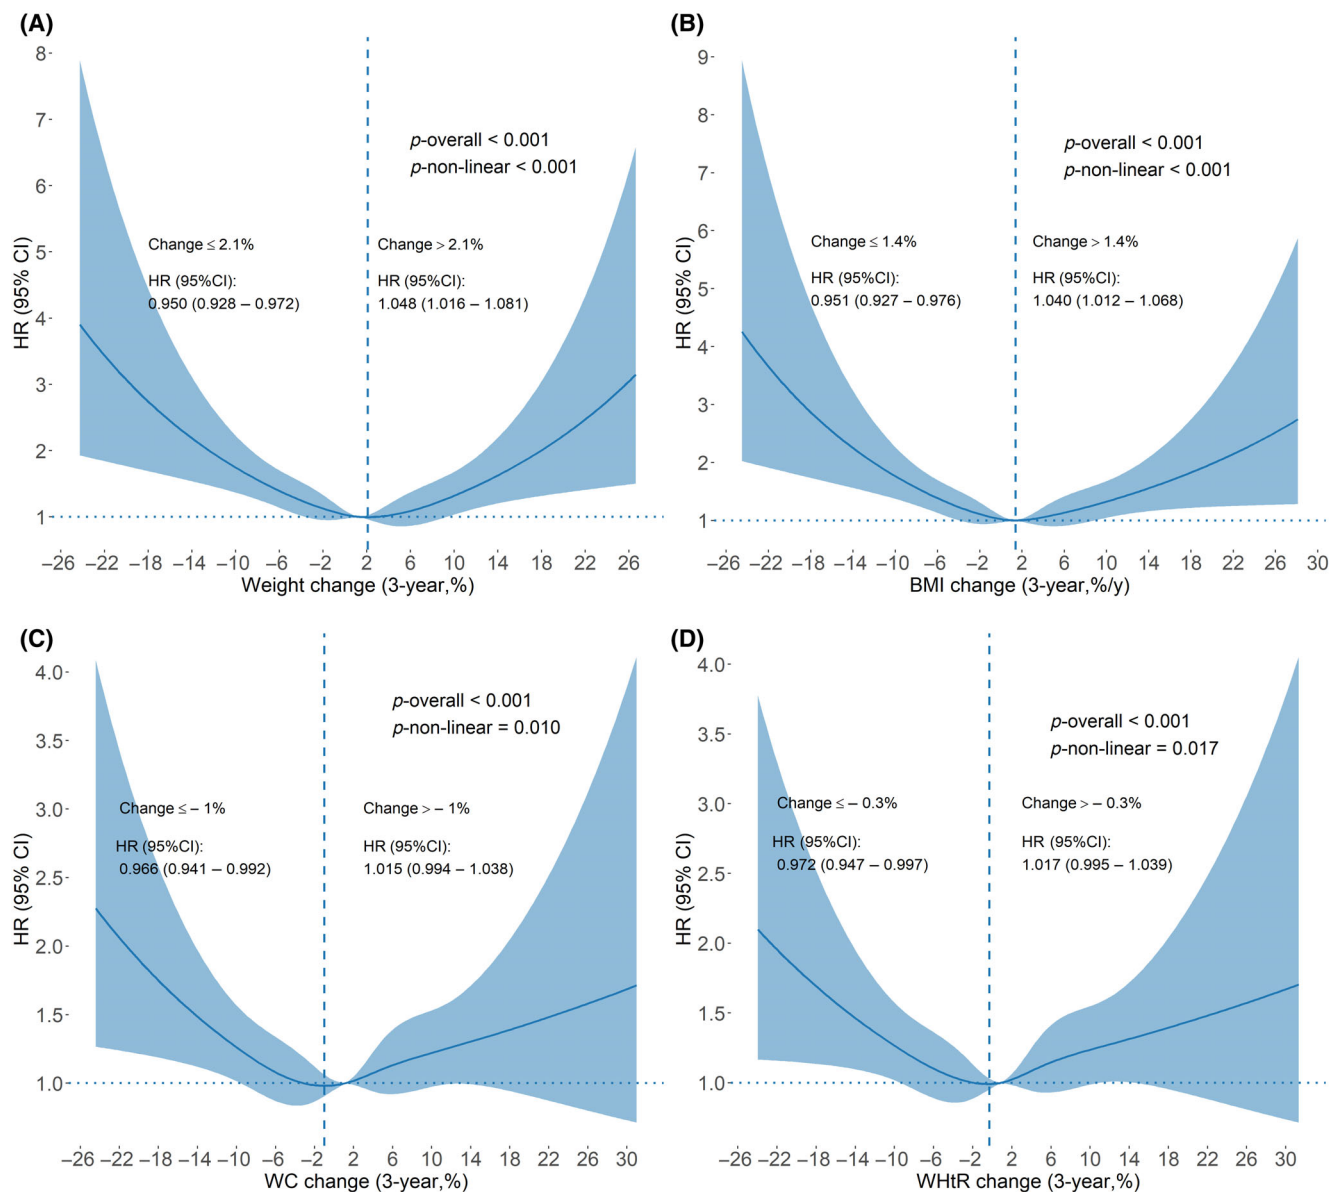 (A)
8
7
6
5
4
3
2
1
HR (95% CI)
p-overall < 0.001
p-non-linear < 0.001
Change ≤ 2.1%
HR (95%CI):
0.950 (0.928 – 0.972)
Change > 2.1%
HR (95%CI):
1.048 (1.016 – 1.081)
−26 −22 −18 −14 −10 −6 −2 2 6 10 14 18 22 26
Weight change (3-year,%)
(B)
9
8
7
6
5
4
3
2
1
HR (95% CI)
p-overall < 0.001
p-non-linear < 0.001
Change ≤ 1.4%
HR (95%CI):
0.951 (0.927 – 0.976)
Change > 1.4%
HR (95%CI):
1.040 (1.012 – 1.068)
−26 −22 −18 −14 −10 −6 −2 2 6 10 14 18 22 26 30
BMI change (3-year,%/y)
(C)
4.0
3.5
3.0
2.5
2.0
1.5
1.0
HR (95% CI)
p-overall < 0.001
p-non-linear = 0.010
Change ≤ − 1%
HR (95%CI):
0.966 (0.941 – 0.992)
Change > − 1%
HR (95%CI):
1.015 (0.994 – 1.038)
−26 −22 −18 −14 −10 −6 −2 2 6 10 14 18 22 26 30
WC change (3-year,%)
(D)
4.0
3.5
3.0
2.5
2.0
1.5
1.0
HR (95% CI)
p-overall < 0.001
p-non-linear = 0.017
Change ≤ − 0.3%
HR (95%CI):
0.972 (0.947 – 0.997)
Change > − 0.3%
HR (95%CI):
1.017 (0.995 – 1.039)
−26 −22 −18 −14 −10 −6 −2 2 6 10 14 18 22 26 30
WHtR change (3-year,%)